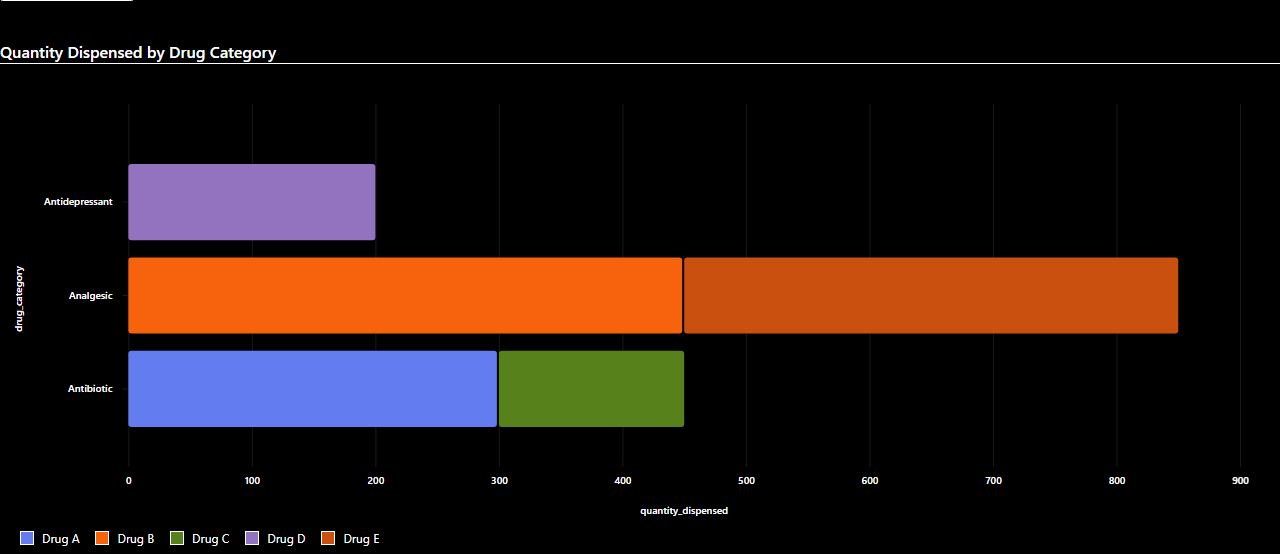 Quantity Dispensed by Drug Category
drug_category
Antidepressant
Analgesic
Antibiotic
0 100 200 300 400 500 600 700 800 900
quantity_dispensed
Drug A Drug B Drug C Drug D Drug E